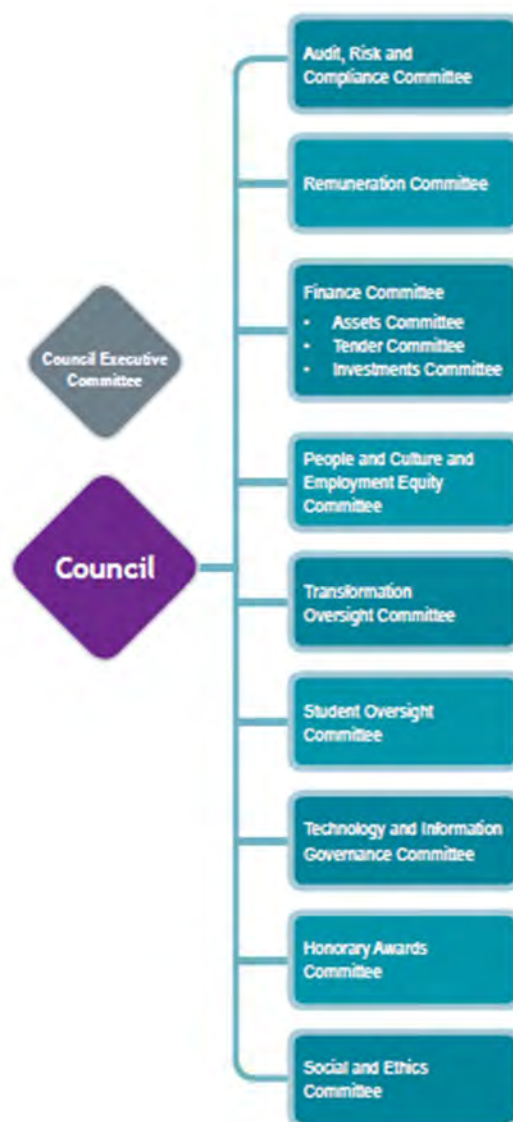 Audit, Risk and
Compliance Committee
Remuneration Committee
Finance Committee
• Assets Committee
• Tender Committee
• Investments Committee
Council Executive
Committee
People and Culture and
Employment Equity
Committee
Council
Transformation
Oversight Committee
Student Oversight
Committee
Technology and Information
Governance Committee
Honorary Awards
Committee
Social and Ethics
Committee